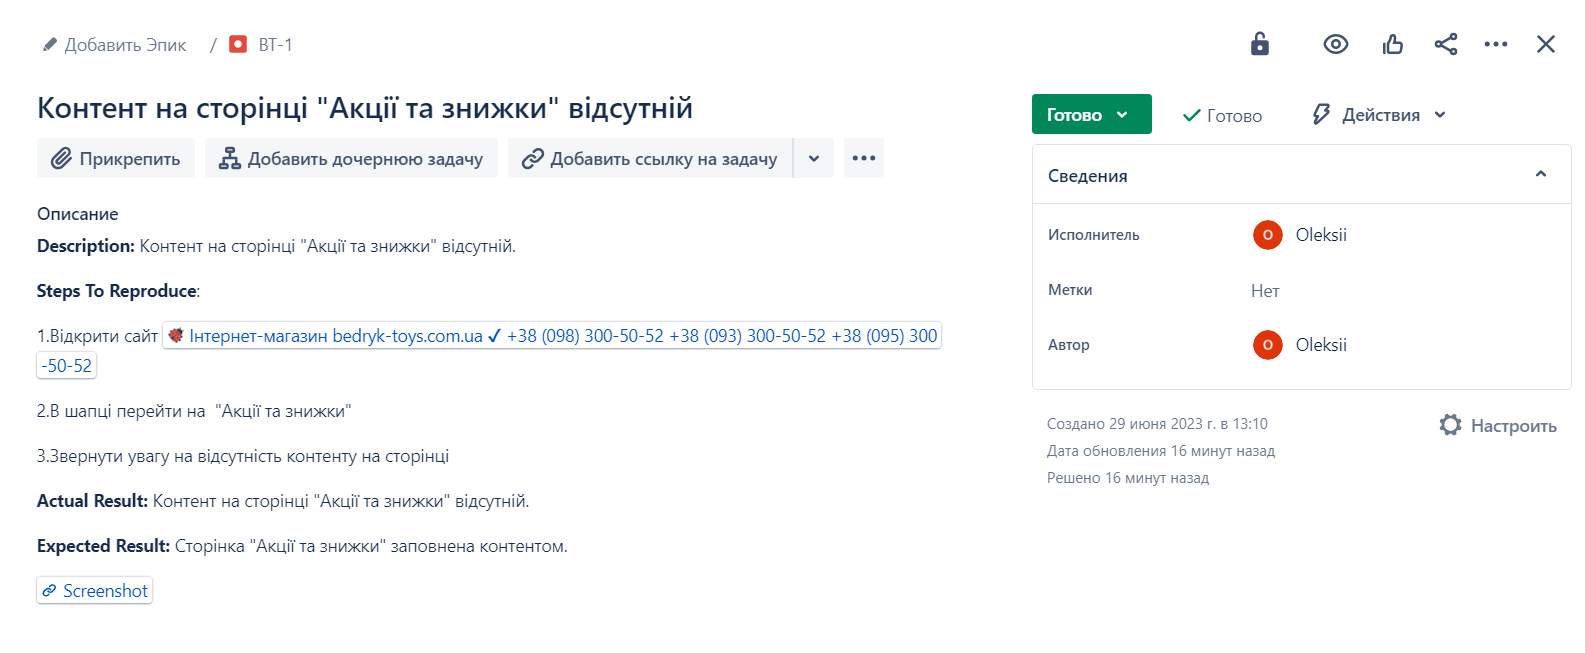 Добавить Эпик / BT-1
Контент на сторінці "Акції та знижки" відсутній
Прикрепить Добавить дочернюю задачу Добавить ссылку на задачу
Описание
Description: Контент на сторінці "Акції та знижки" відсутній.
Steps To Reproduce:
1.Відкрити сайт Інтернет-магазин bedryk-toys.com.ua ✓ +38 (098) 300-50-52 +38 (093) 300-50-52 +38 (095) 300
-50-52
2.В шапці перейти на "Акції та знижки"
3.Звернути увагу на відсутність контенту на сторінці
Actual Result: Контент на сторінці "Акції та знижки" відсутній.
Expected Result: Сторінка "Акції та знижки" заповнена контентом.
Screenshot
Готово Готово Действия
Сведения
Исполнитель O Oleksii
Метки Нет
Автор O Oleksii
Создано 29 июня 2023 г. в 13:10 Настроить
Дата обновления 16 минут назад
Решено 16 минут назад